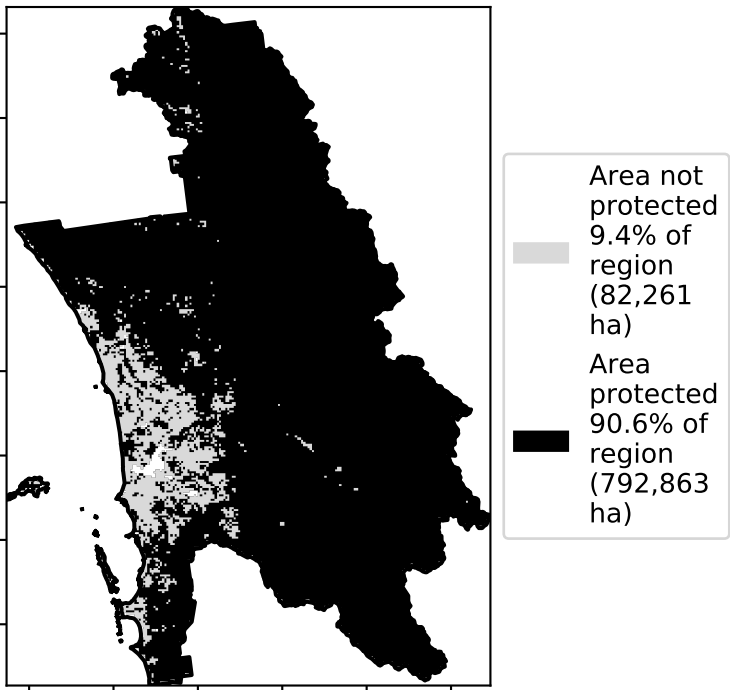 Area not
protected
9.4% of
region
(82,261
ha)
Area
protected
90.6% of
region
(792,863
ha)